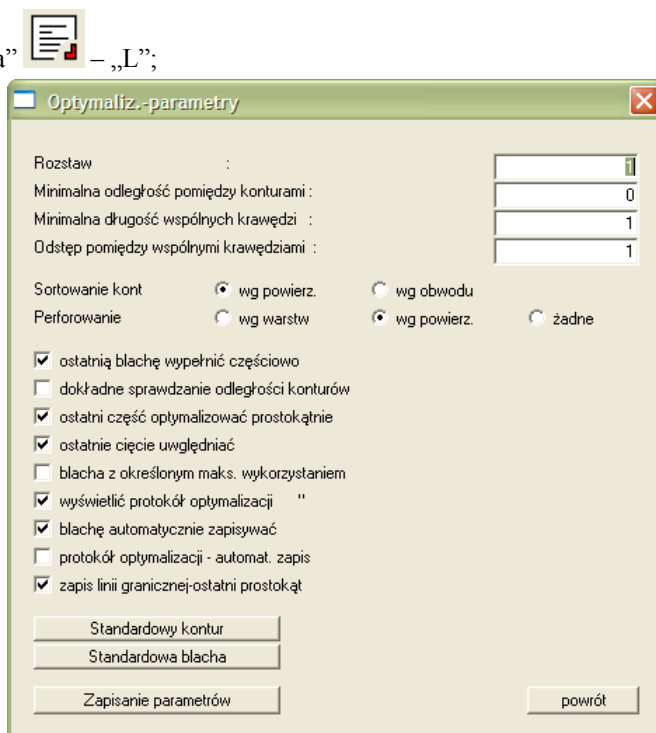 a” – „L”;
Optymaliz.-parametry
Rozstaw : 1
Minimalna odległość pomiędzy konturami : 0
Minimalna długość wspólnych krawędzi : 1
Odstęp pomiędzy wspólnymi krawędziami : 1
Sortowanie kont wg powierz. wg obwodu
Perforowanie wg warstw wg powierz. żadne
ostatnią blachę wypełnić częściowo
dokładne sprawdzanie odległości konturów
ostatni część optymalizować prostokątnie
ostatnie cięcie uwględniać
blacha z określonym maks. wykorzystaniem
wyświetlić protokół optymalizacji "
blachę automatycznie zapisywać
protokół optymalizacji - automat. zapis
zapis linii granicznej-ostatni prostokąt
Standardowy kontur
Standardowa blacha
Zapisanie parametrów powrót